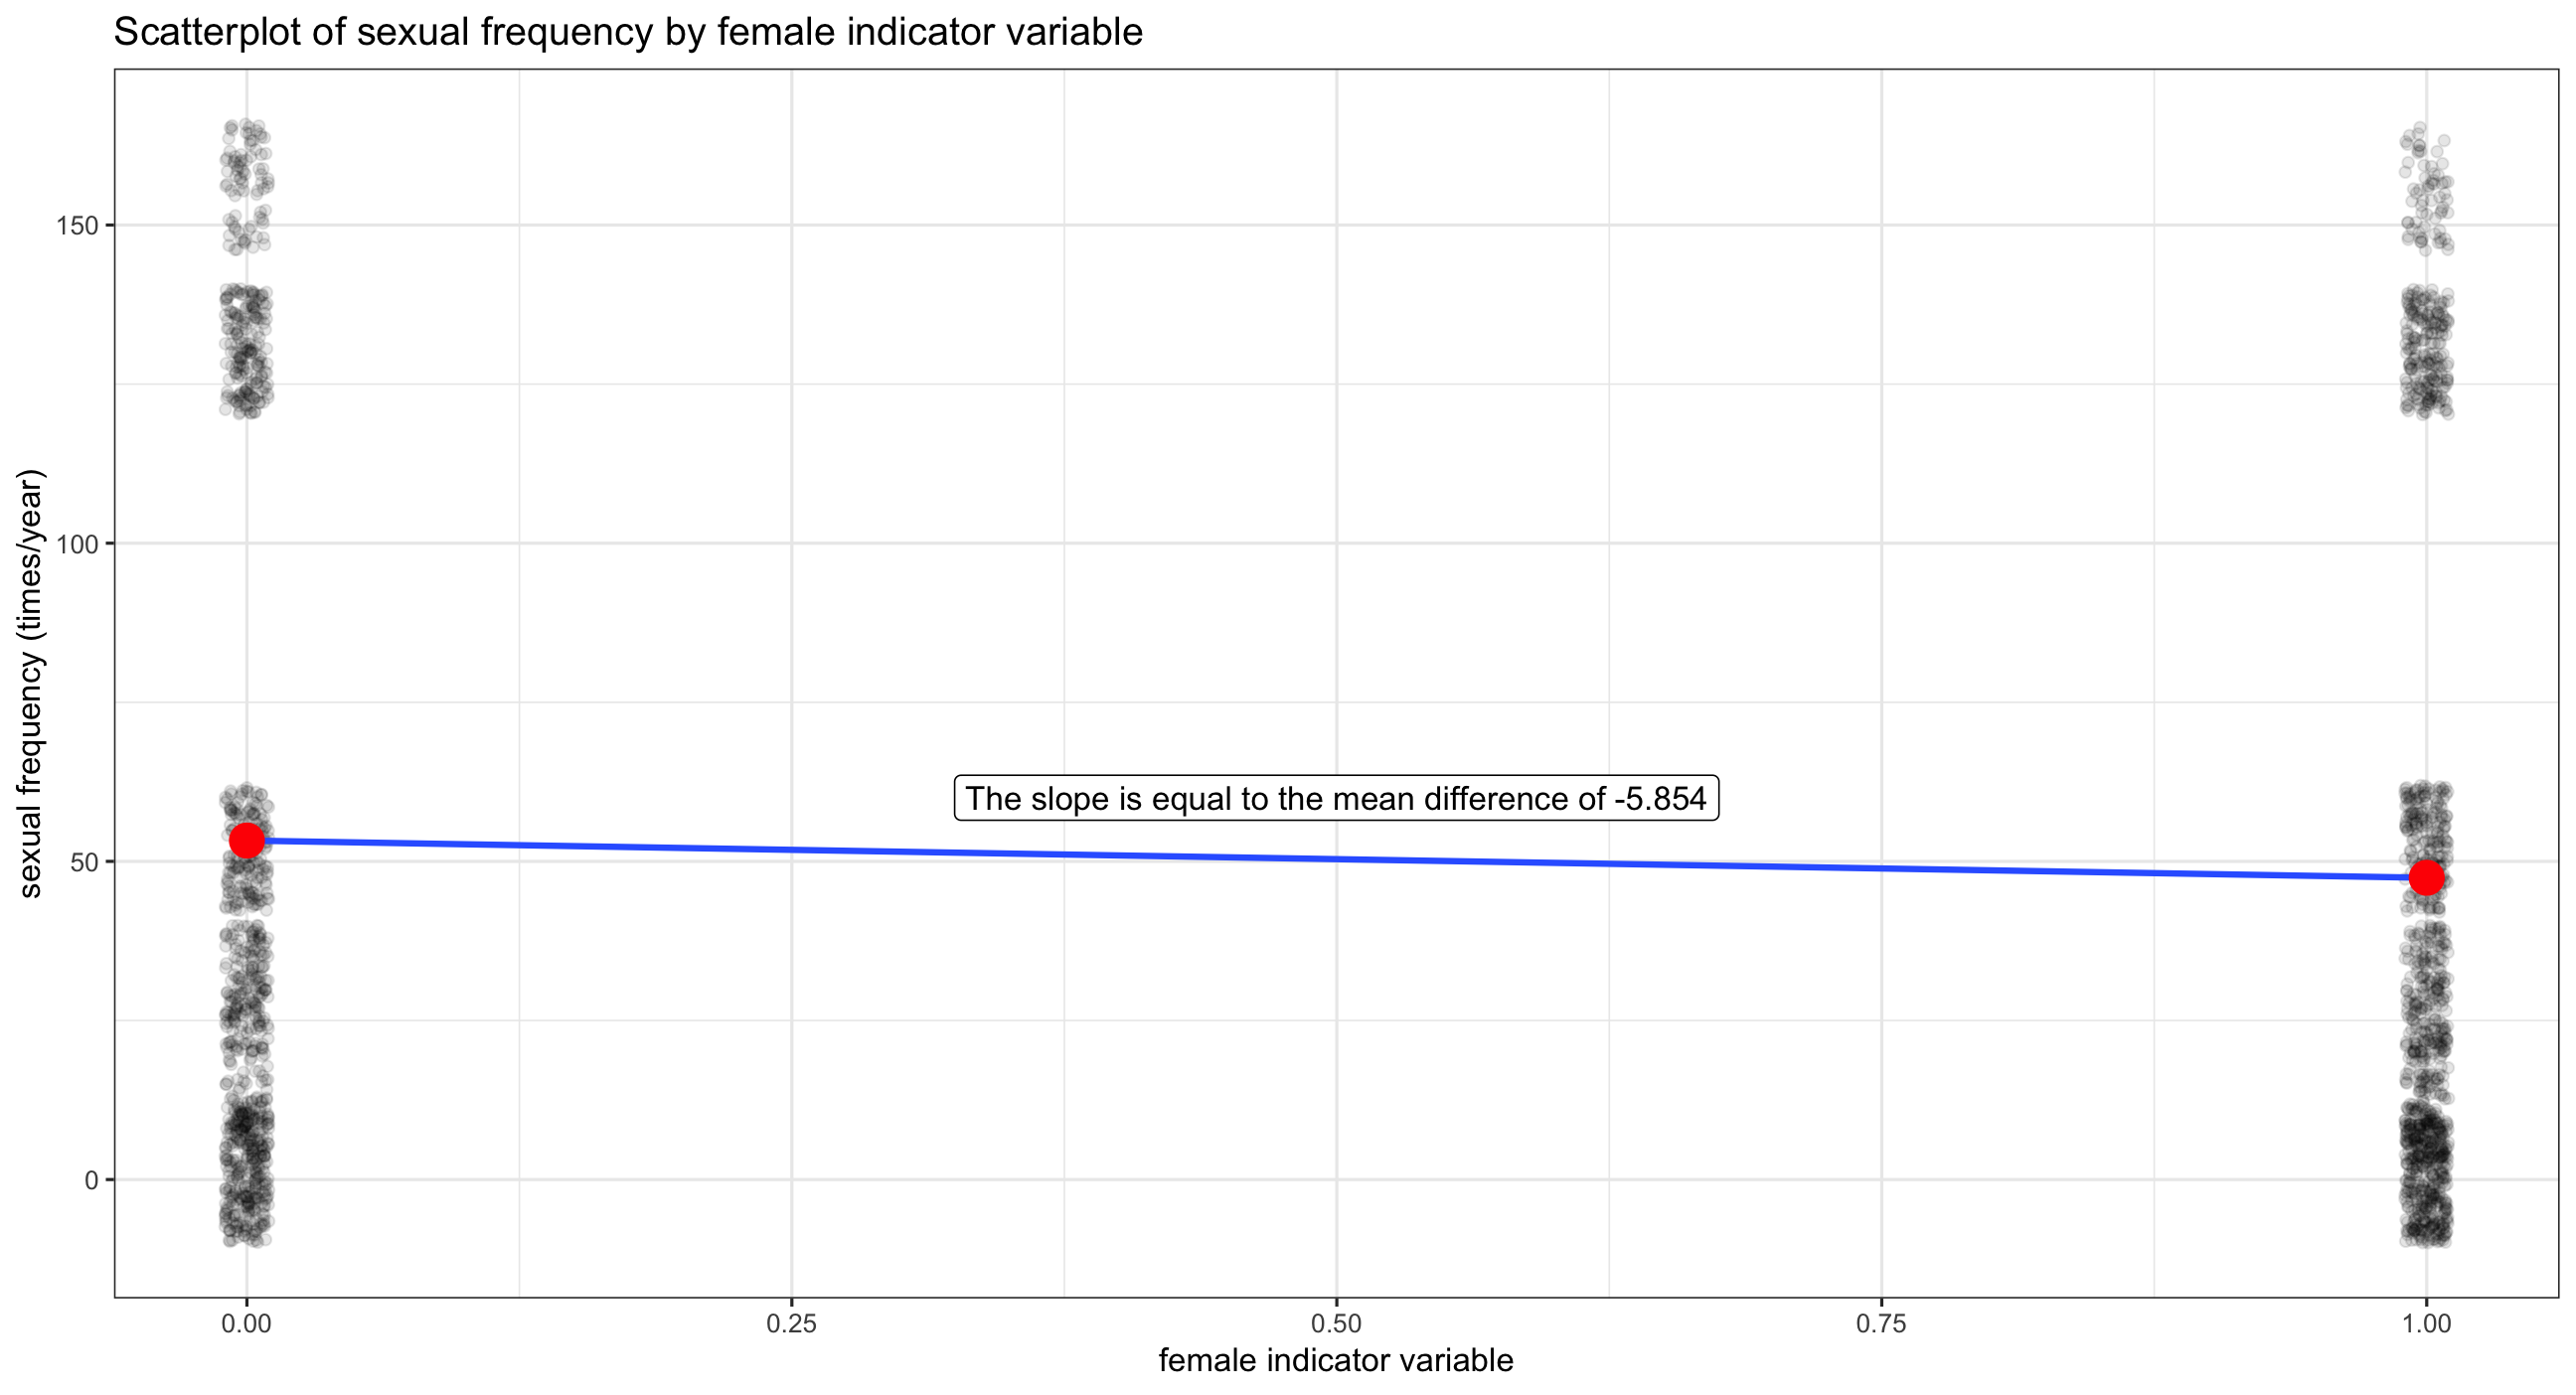 Scatterplot of sexual frequency by female indicator variable
sexual frequency (times/year)
150
100
50
0
The slope is equal to the mean difference of -5.854
0.00
0.25
0.50
0.75
1.00
female indicator variable